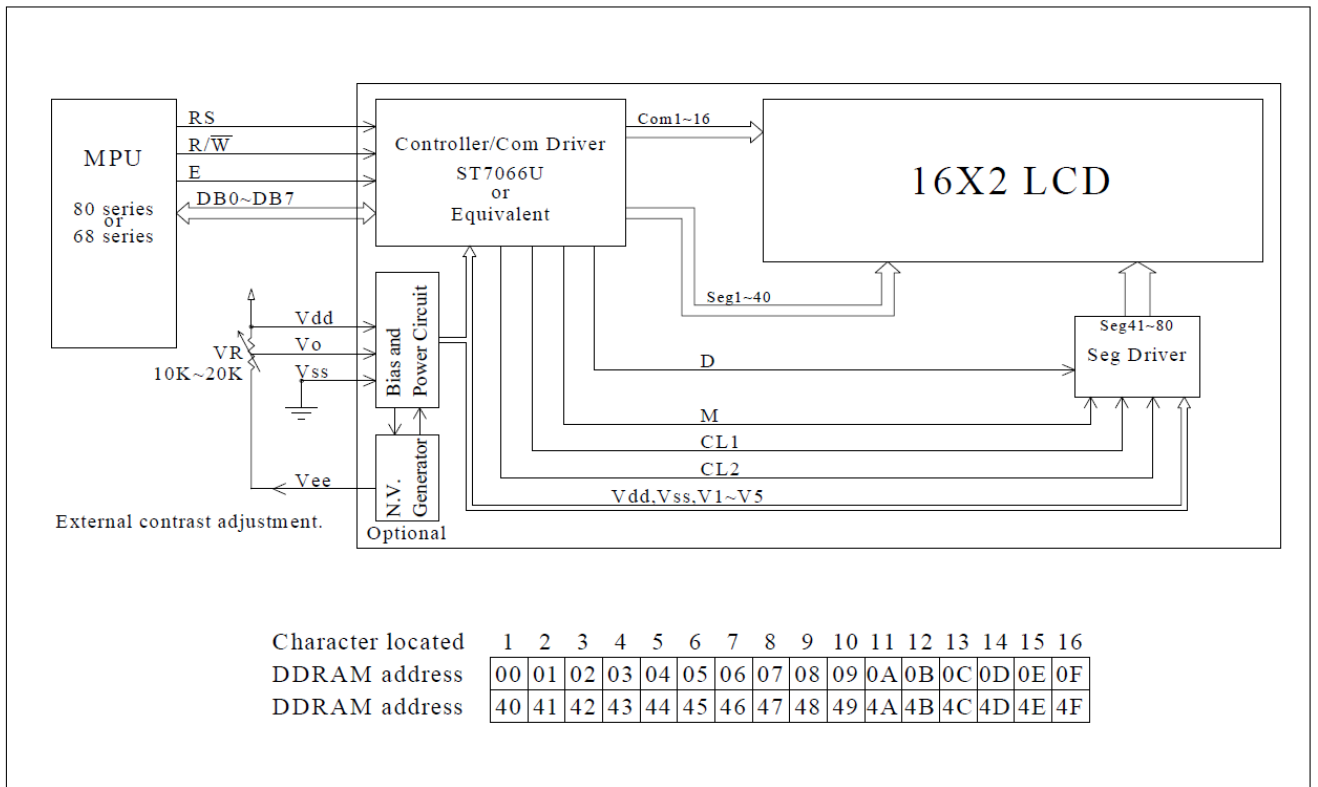 MPU
80 series
or
68 series
RS
R/W̅
E
DB0~DB7
Controller/Com Driver
ST7066U
or
Equivalent
Com1~16
16X2 LCD
Seg1~40
Seg41~80
Seg Driver
Vdd
Vo
Vss
VR
10K~20K
Bias and
Power Circuit
D
M
CL1
CL2
Vdd,Vss,V1~V5
Vee
N.V.
Generator
Optional
External contrast adjustment.
Character located 1 2 3 4 5 6 7 8 9 10 11 12 13 14 15 16
DDRAM address 00 01 02 03 04 05 06 07 08 09 0A 0B 0C 0D 0E 0F
DDRAM address 40 41 42 43 44 45 46 47 48 49 4A 4B 4C 4D 4E 4F